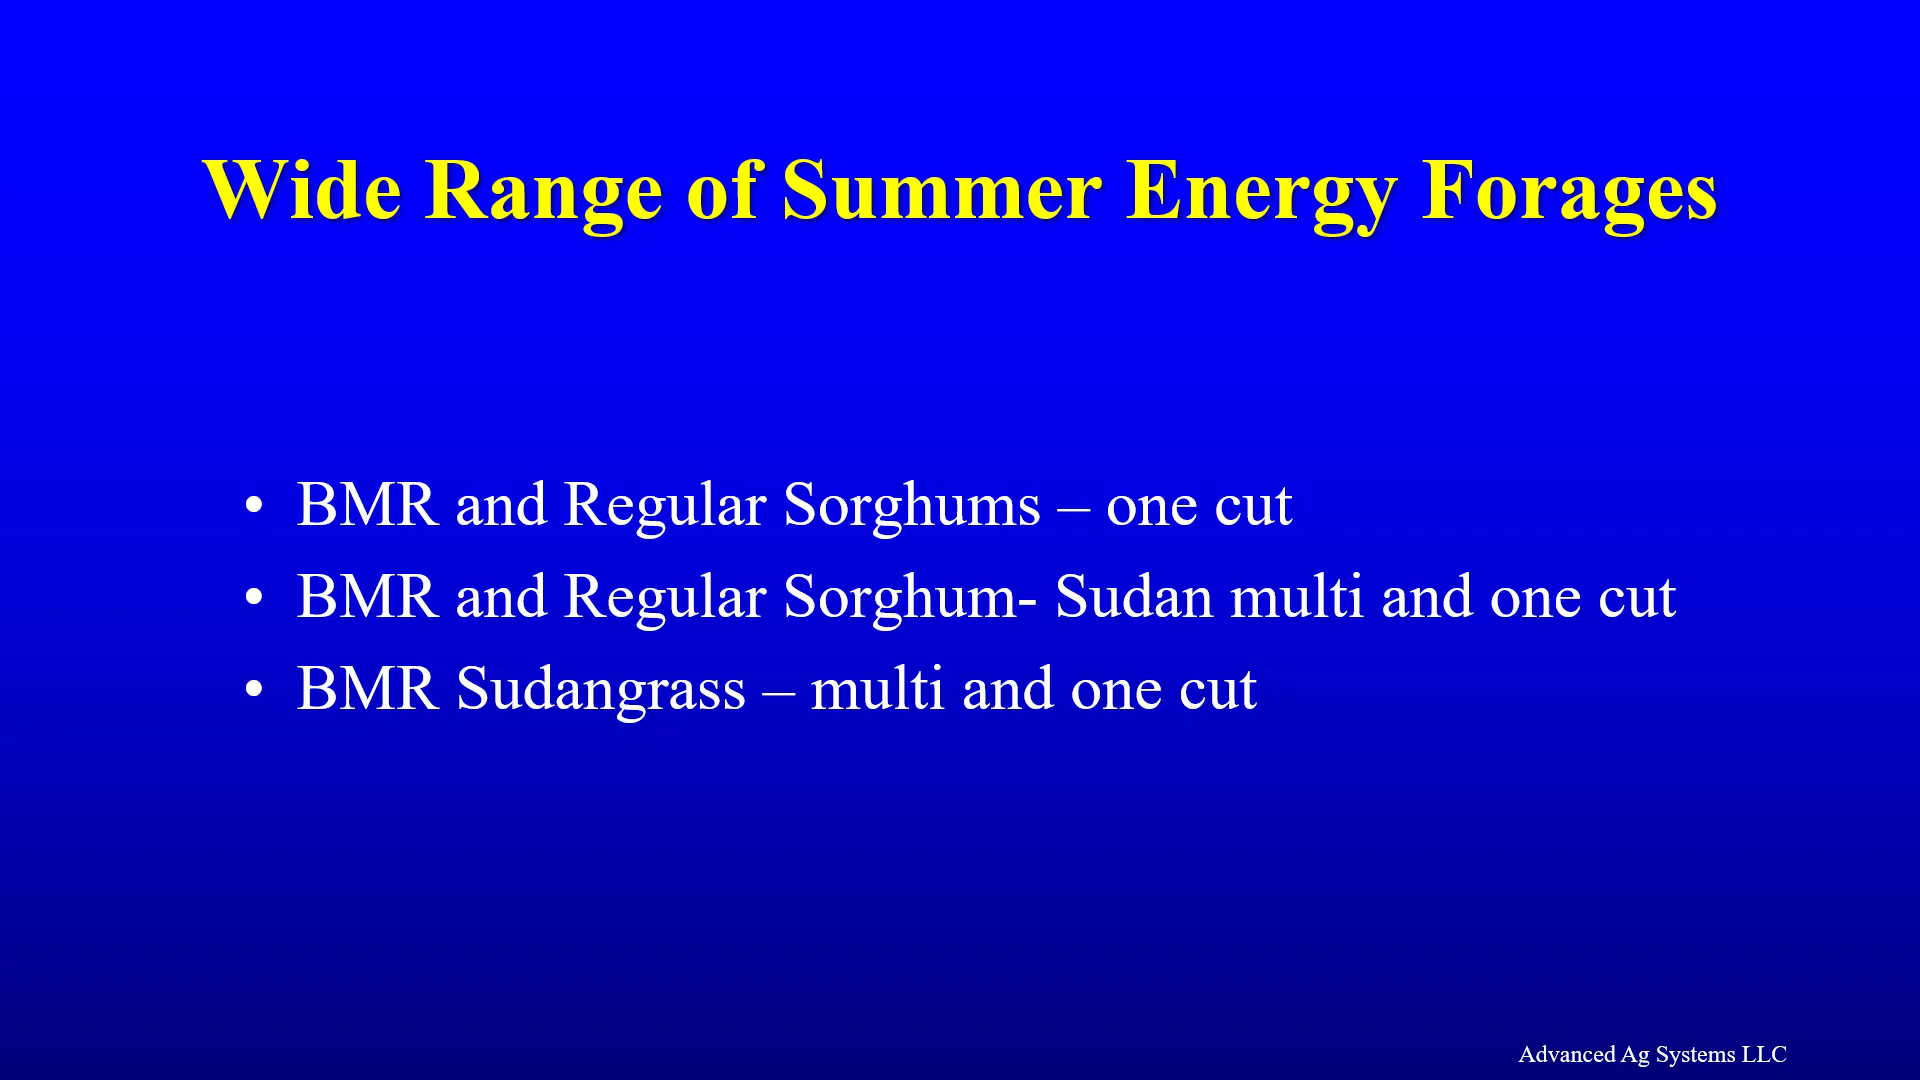 Wide Range of Summer Energy Forages
• BMR and Regular Sorghums – one cut
• BMR and Regular Sorghum- Sudan multi and one cut
• BMR Sudangrass – multi and one cut
Advanced Ag Systems LLC